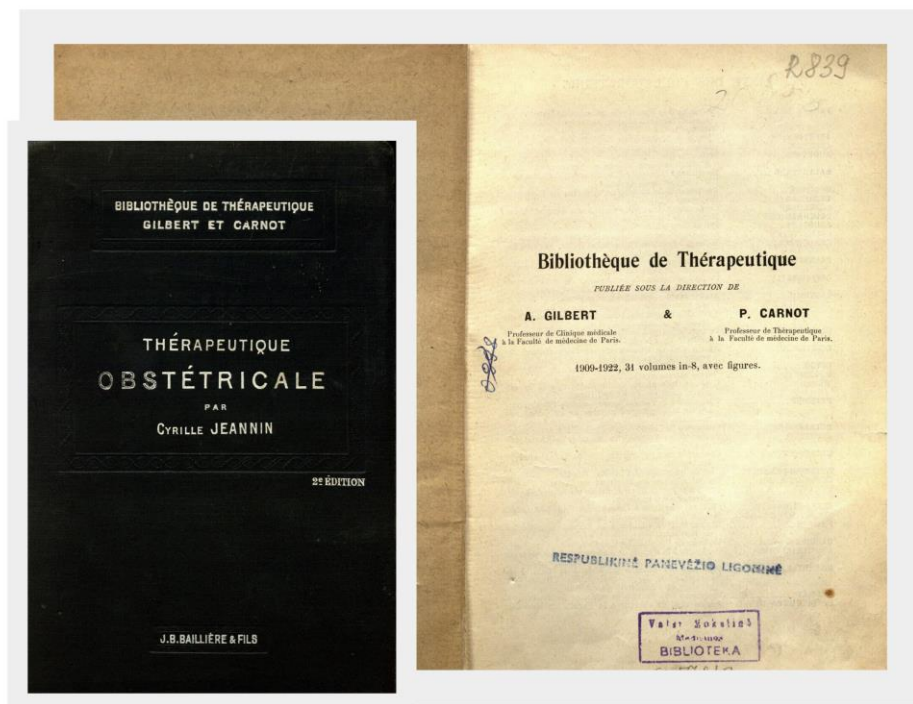 BIBLIOTHÈQUE DE THÉRAPEUTIQUE
GILBERT ET CARNOT
THÉRAPEUTIQUE
OBSTÉTRICALE
PAR
CYRILLE JEANNIN
2e ÉDITION
J.B.BAILLIÈRE & FILS
R839
Bibliothèque de Thérapeutique
PUBLIÉE SOUS LA DIRECTION DE
A. GILBERT & P. CARNOT
Professeur de Clinique médicale
à la Faculté de médecine de Paris.
Professeur de Thérapeutique
à la Faculté de médecine de Paris.
1909-1922, 31 volumes in-8, avec figures.
RESPUBLIKINĖ PANEVĖŽIO LIGONINĖ
BIBLIOTEKA